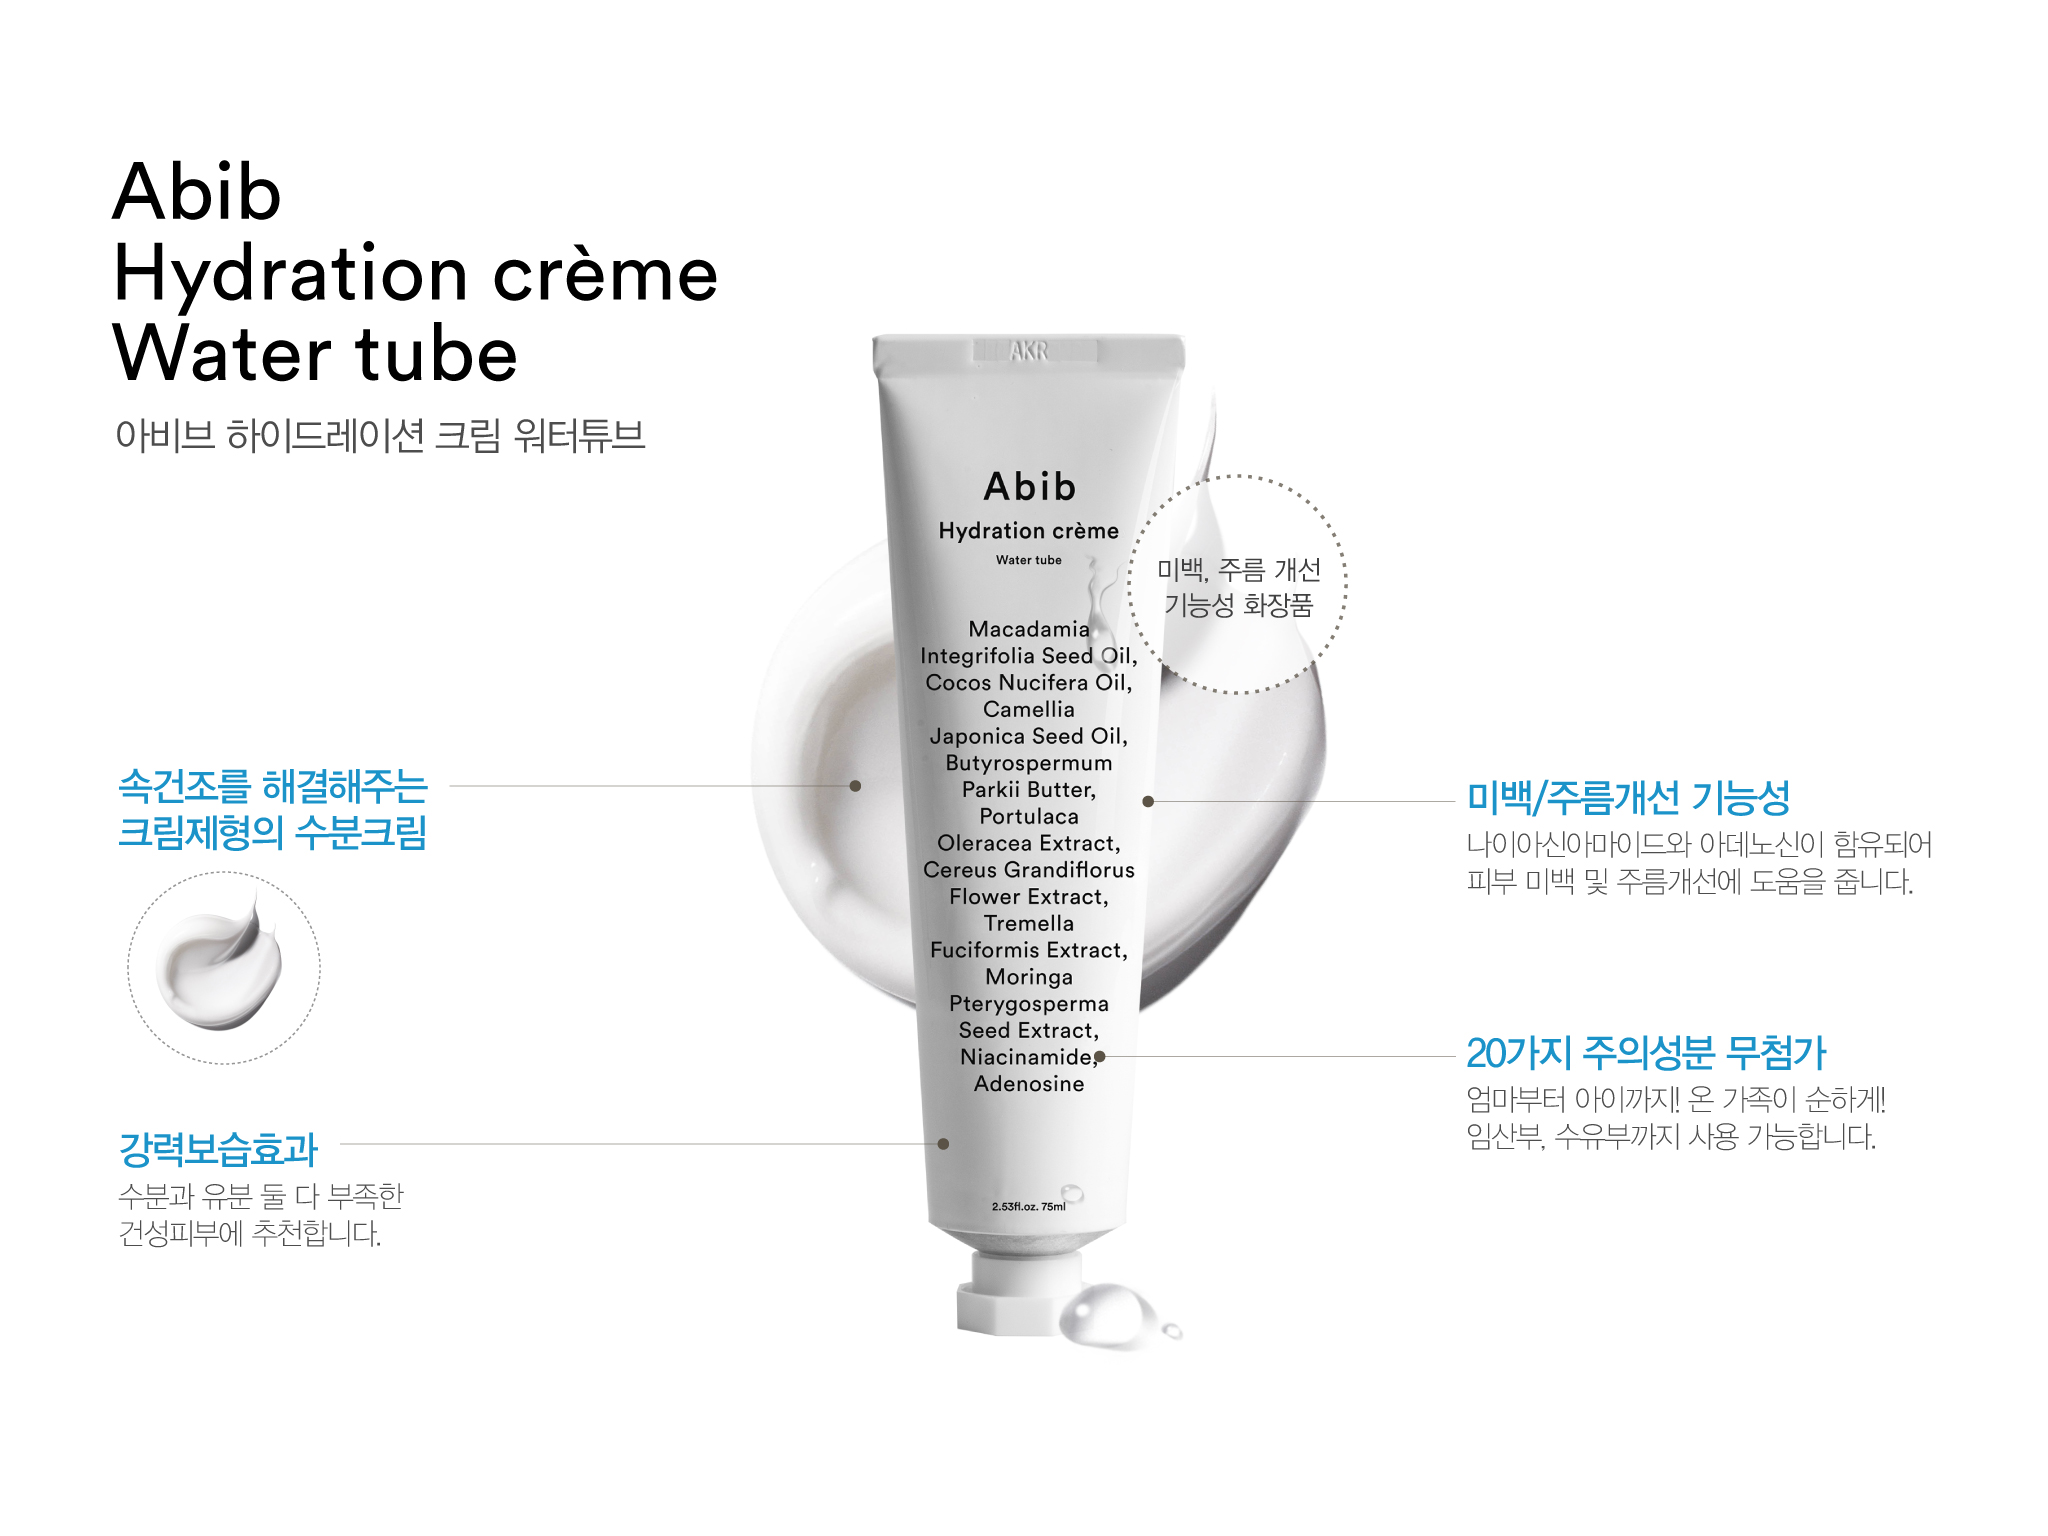 Abib
Hydration crème
Water tube
아비브 하이드레이션 크림 워터튜브
AKR
Abib
Hydration crème
Water tube
미백, 주름 개선
기능성 화장품
Macadamia
Integrifolia Seed Oil,
Cocos Nucifera Oil,
Camellia
Japonica Seed Oil,
Butyrospermum
Parkii Butter,
Portulaca
Oleracea Extract,
Cereus Grandiflorus
Flower Extract,
Tremella
Fuciformis Extract,
Moringa
Pterygosperma
Seed Extract,
Niacinamide,
Adenosine
2.53fl.oz. 75ml
속건조를 해결해주는
크림제형의 수분크림
강력보습효과
수분과 유분 둘 다 부족한
건성피부에 추천합니다.
미백/주름개선 기능성
나이아신아마이드와 아데노신이 함유되어
피부 미백 및 주름개선에 도움을 줍니다.
20가지 주의성분 무첨가
엄마부터 아이까지! 온 가족이 순하게!
임산부, 수유부까지 사용 가능합니다.